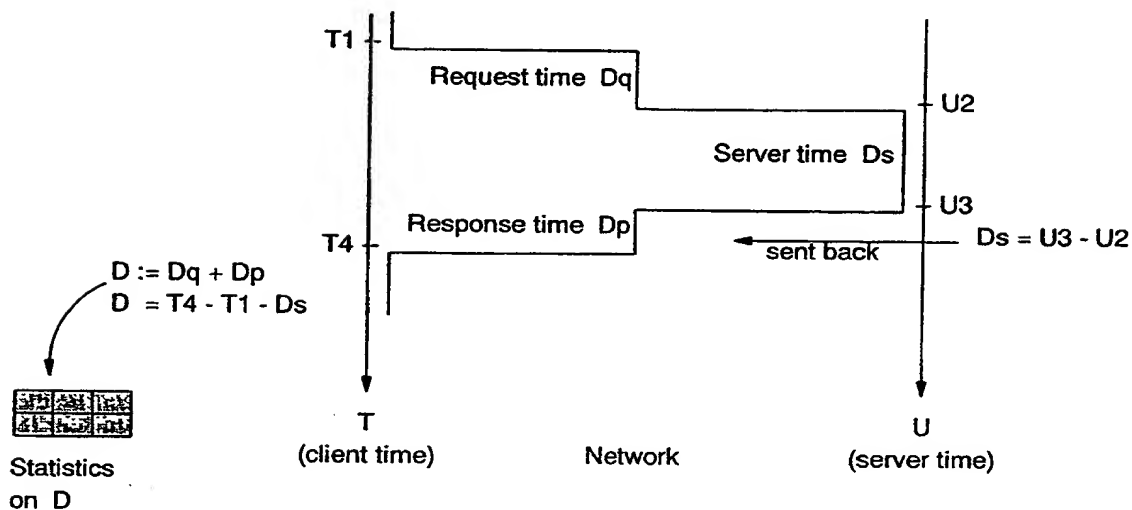 T1
Request time Dq
U2
Server time Ds
U3
Response time Dp
T4
Ds = U3 - U2
sent back
D := Dq + Dp
D = T4 - T1 - Ds
T
(client time)
Network
U
(server time)
Statistics
on D